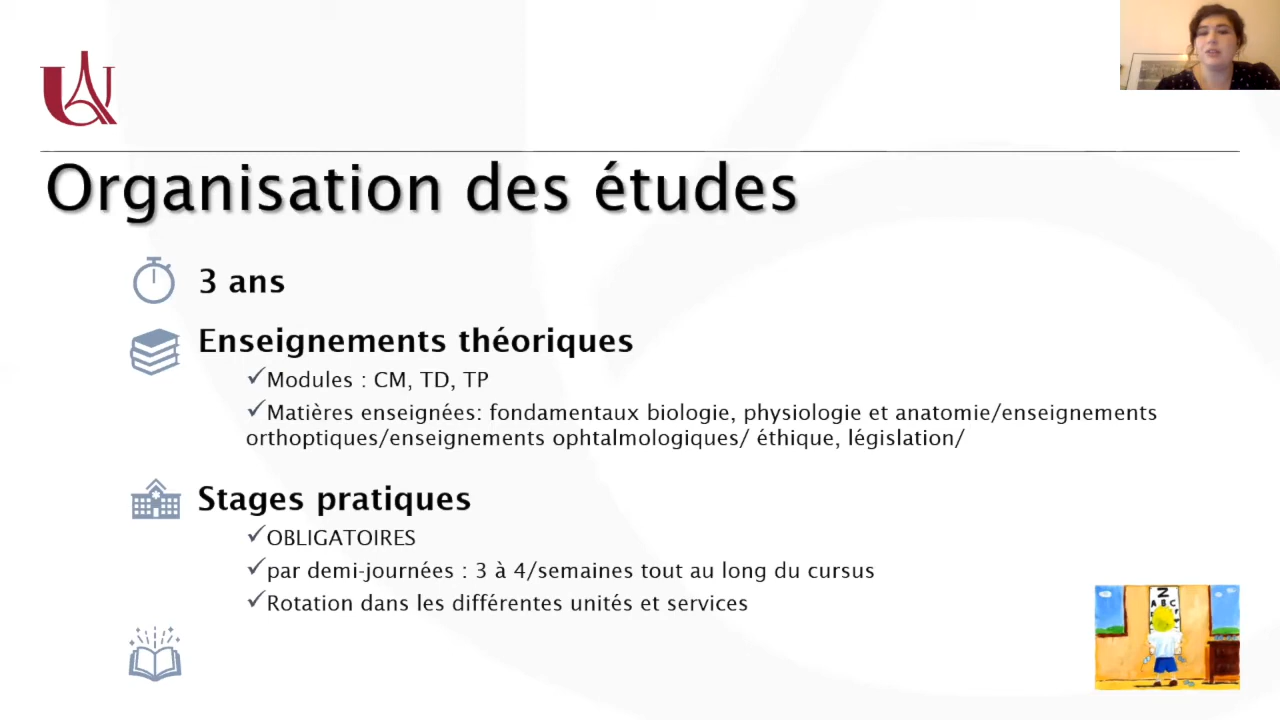 Organisation des études
3 ans
Enseignements théoriques
✓Modules : CM, TD, TP
✓Matières enseignées: fondamentaux biologie, physiologie et anatomie/enseignements
orthoptiques/enseignements ophtalmologiques/ éthique, législation/
Stages pratiques
✓OBLIGATOIRES
✓par demi-journées : 3 à 4/semaines tout au long du cursus
✓Rotation dans les différentes unités et services
Z
ABC